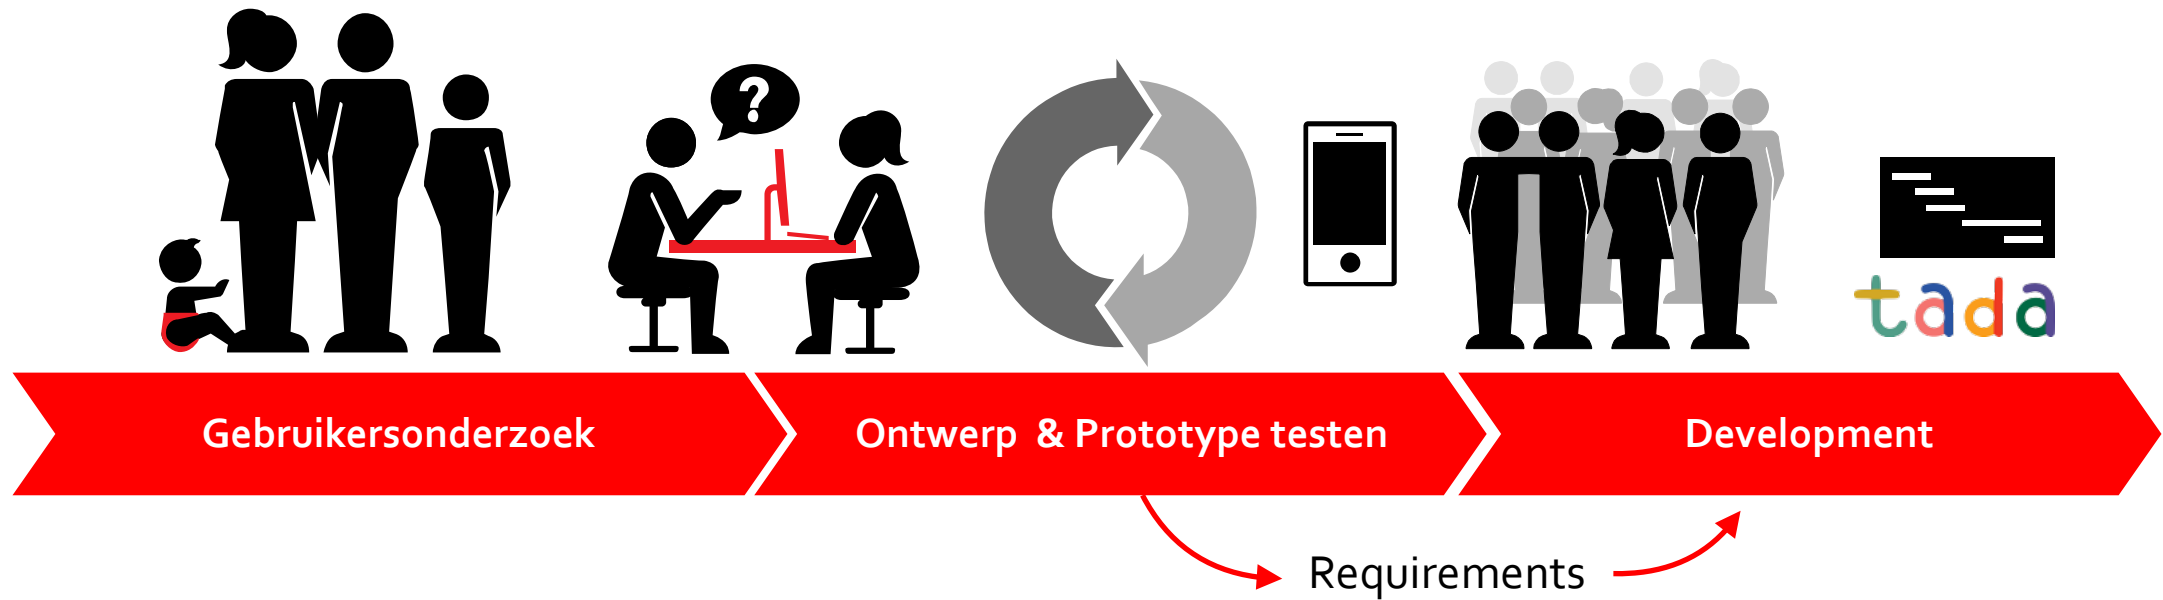 ?
tada
Gebruikersonderzoek
Ontwerp & Prototype testen
Development
Requirements